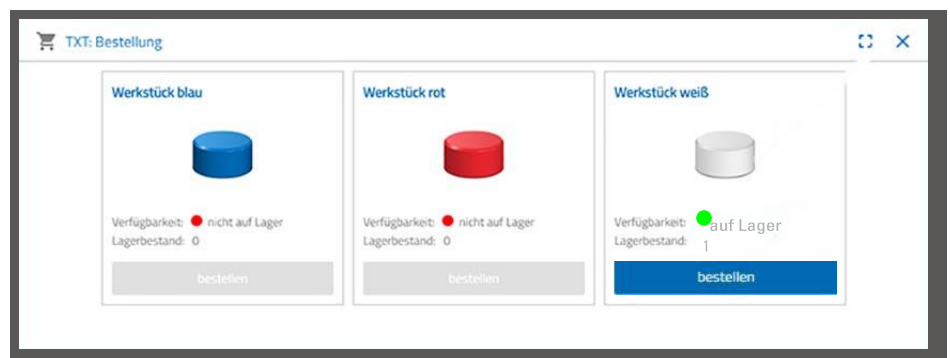 TXT: Bestellung
Werkstück blau
Verfügbarkeit: nicht auf Lager
Lagerbestand: 0
bestellen
Werkstück rot
Verfügbarkeit: nicht auf Lager
Lagerbestand: 0
bestellen
Werkstück weiß
Verfügbarkeit: auf Lager
Lagerbestand: 1
bestellen